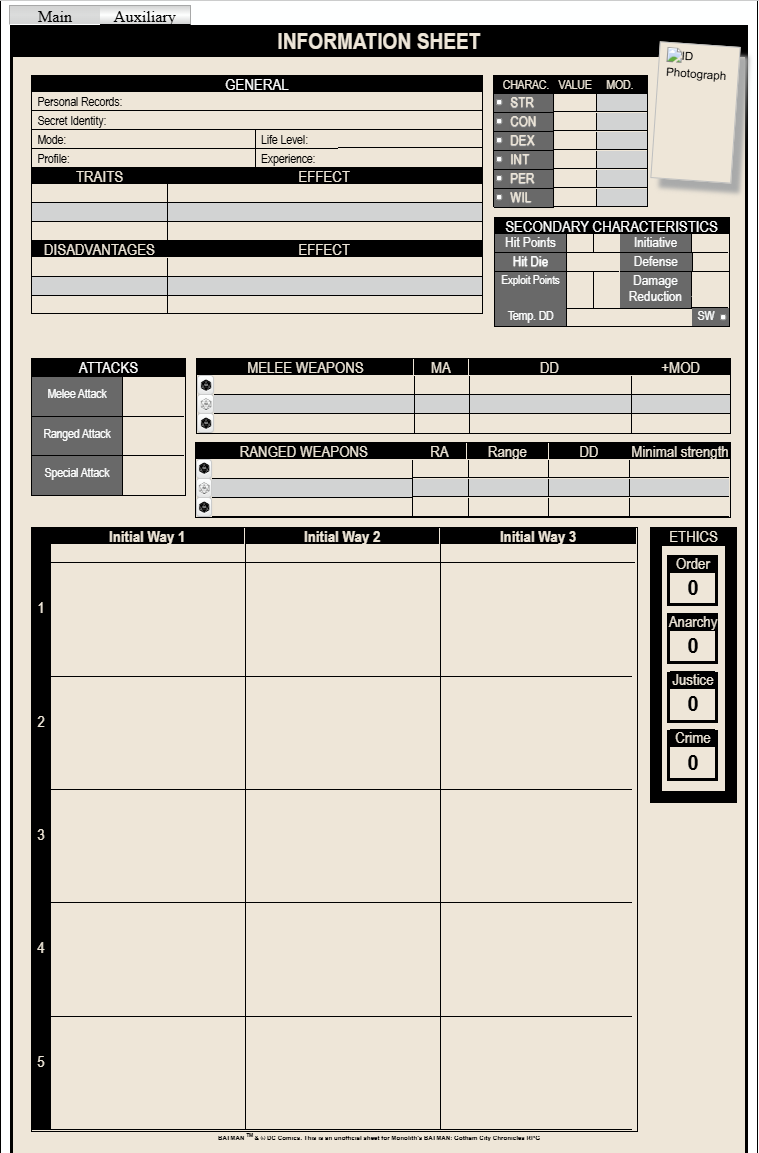 Main Auxiliary
INFORMATION SHEET
ID
Photograph
GENERAL
Personal Records:
Secret Identity:
Mode: Life Level:
Profile: Experience:
TRAITS EFFECT
DISADVANTAGES EFFECT
CHARAC. VALUE MOD.
STR
CON
DEX
INT
PER
WIL
SECONDARY CHARACTERISTICS
Hit Points Initiative
Hit Die Defense
Exploit Points Damage
Reduction
Temp. DD SW
ATTACKS
Melee Attack
Ranged Attack
Special Attack
MELEE WEAPONS MA DD +MOD
RANGED WEAPONS RA Range DD Minimal strength
Initial Way 1 Initial Way 2 Initial Way 3
1
2
3
4
5
ETHICS
Order
0
Anarchy
0
Justice
0
Crime
0
BATMAN TM & © DC Comics. This is an unofficial sheet for Monolith's BATMAN: Gotham City Chronicles RPG